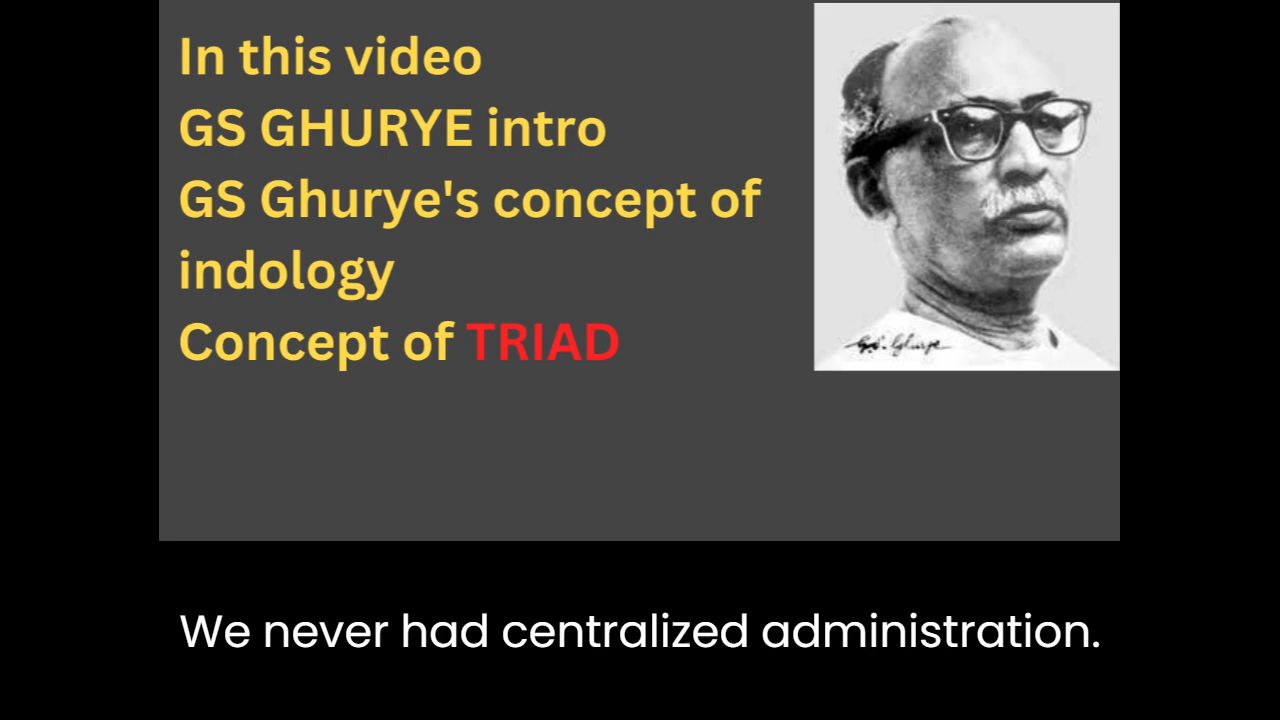 In this video
GS GHURYE intro
GS Ghurye's concept of
indology
Concept of TRIAD
G.S. Ghurye
We never had centralized administration.